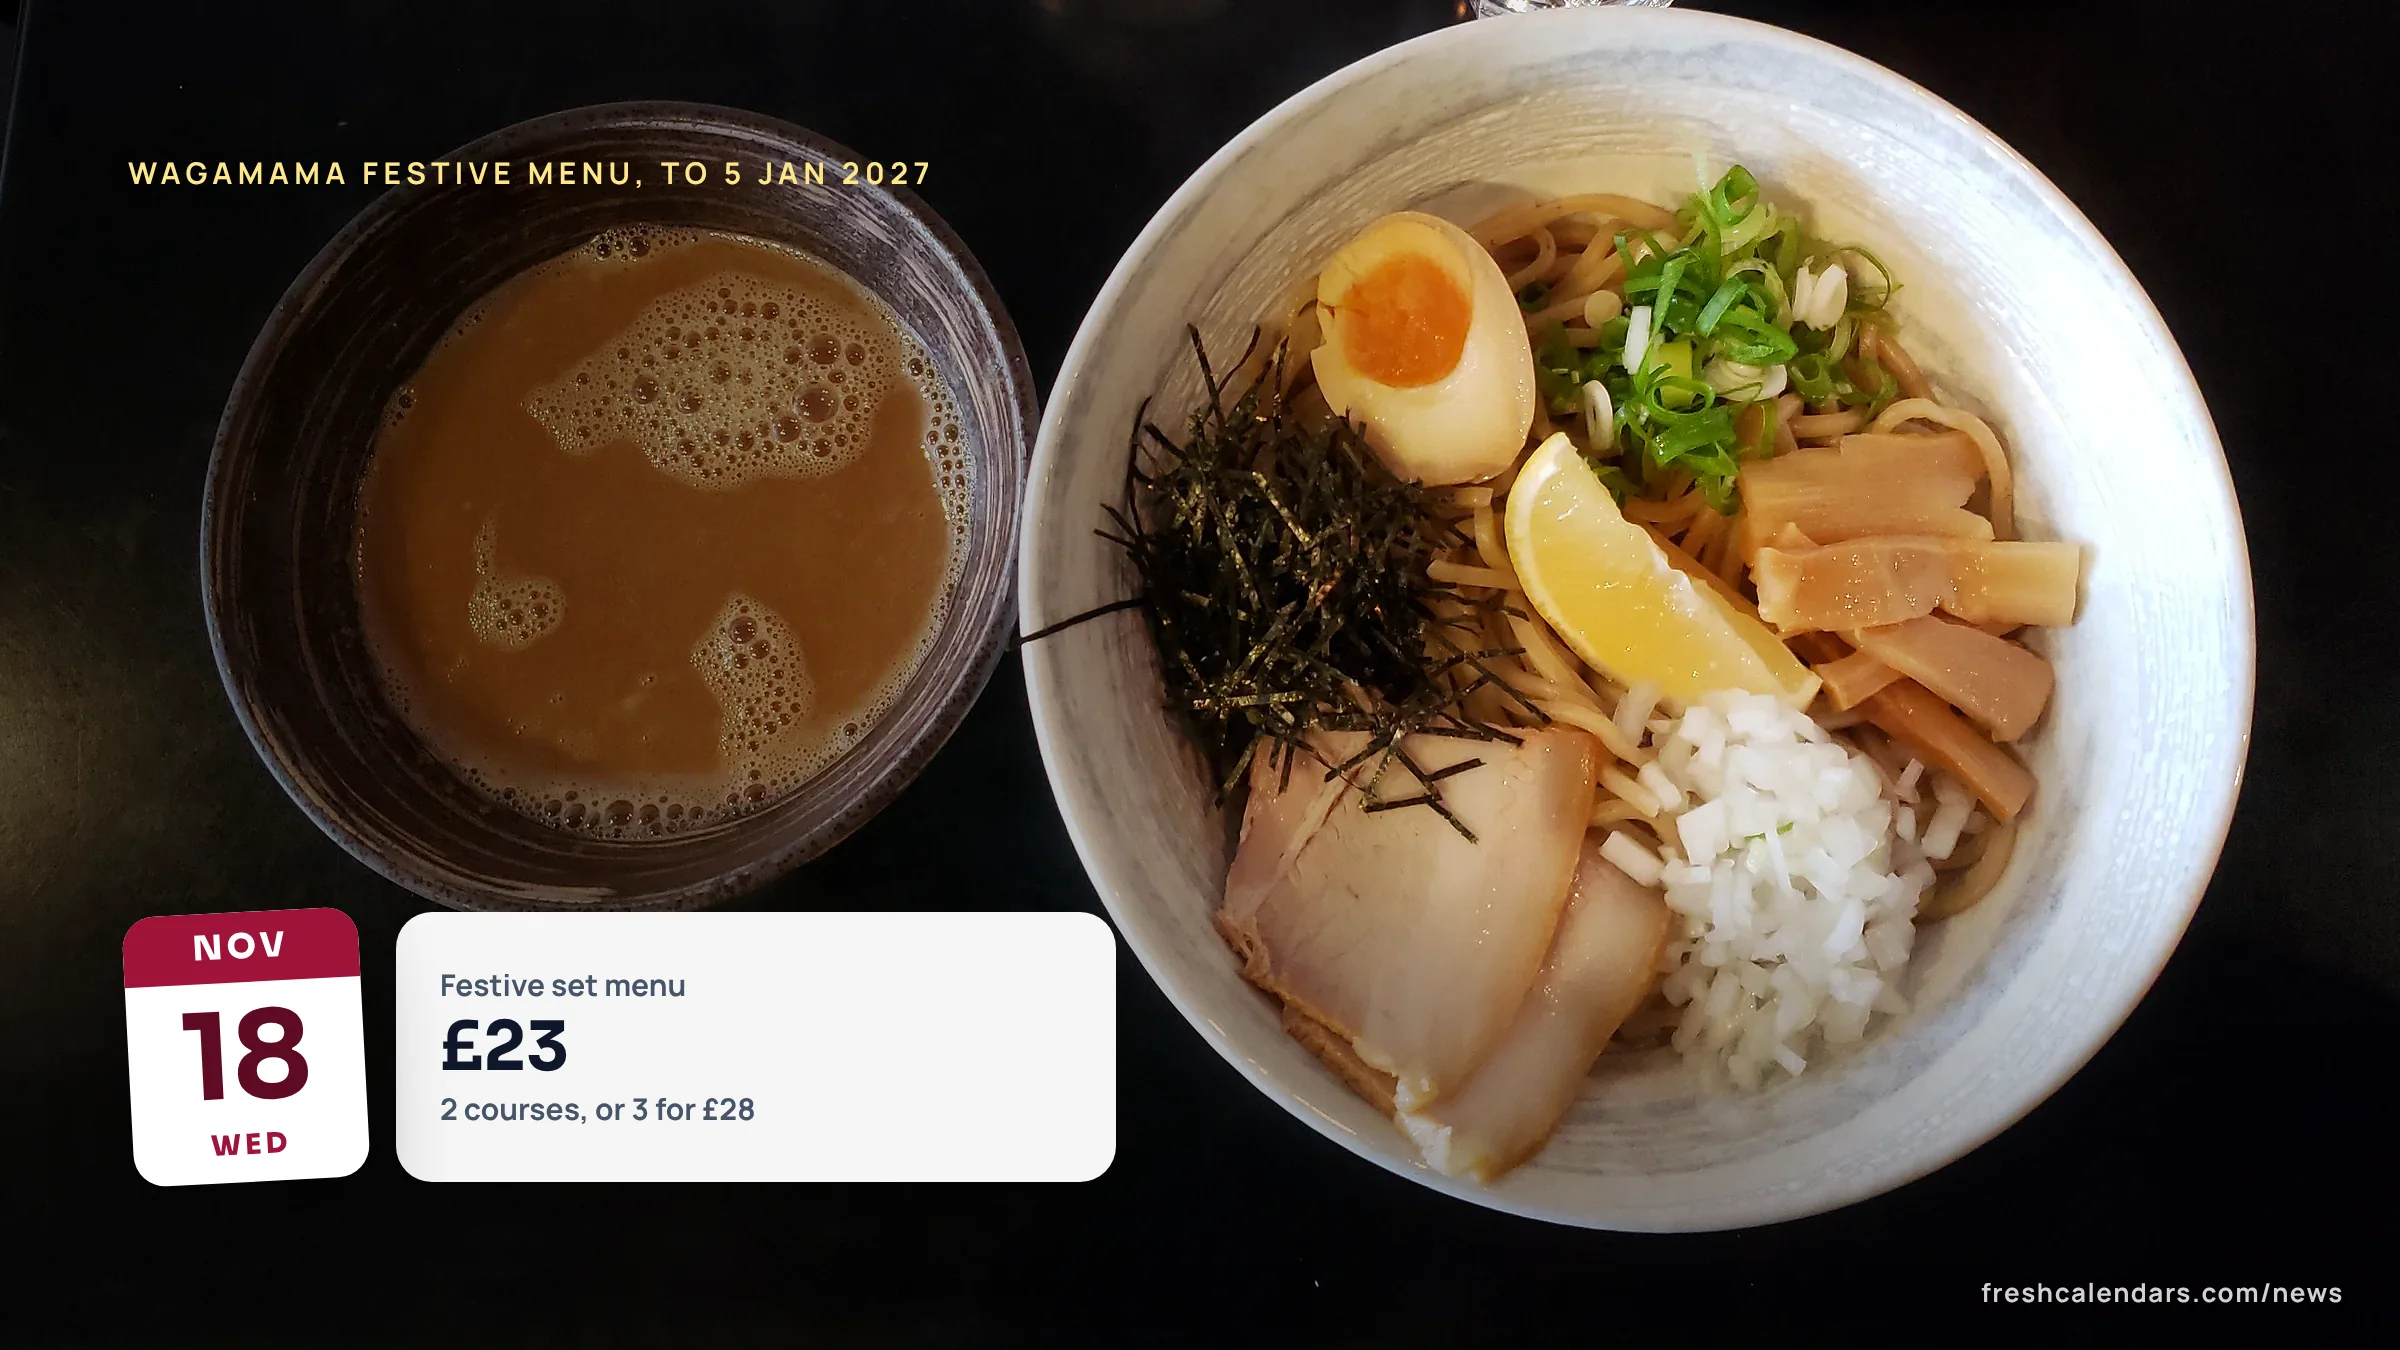 WAGAMAMA FESTIVE MENU, TO 5 JAN 2027
NOV
18
WED
Festive set menu
£23
2 courses, or 3 for £28
freshcalendars.com/news